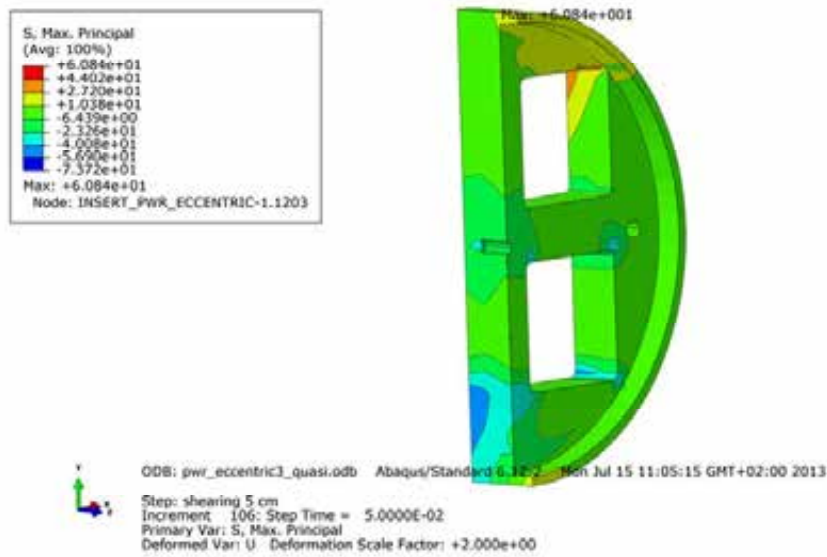 Max: +6.084e+001
S, Max. Principal
(Avg: 100%)
+6.084e+01
+4.402e+01
+2.720e+01
+1.038e+01
-6.439e+00
-2.326e+01
-4.008e+01
-5.690e+01
-7.372e+01
Max: +6.084e+01
Node: INSERT_PWR_ECCENTRIC-1.1203
Y
ODB: pwr_eccentric3_quasi.odb Abaqus/Standard 6.12-2 Mon Jul 15 11:05:15 GMT+02:00 2013
Step: shearing 5 cm
Increment 106: Step Time = 5.0000E-02
Primary Var: S, Max. Principal
Deformed Var: U Deformation Scale Factor: +2.000e+00